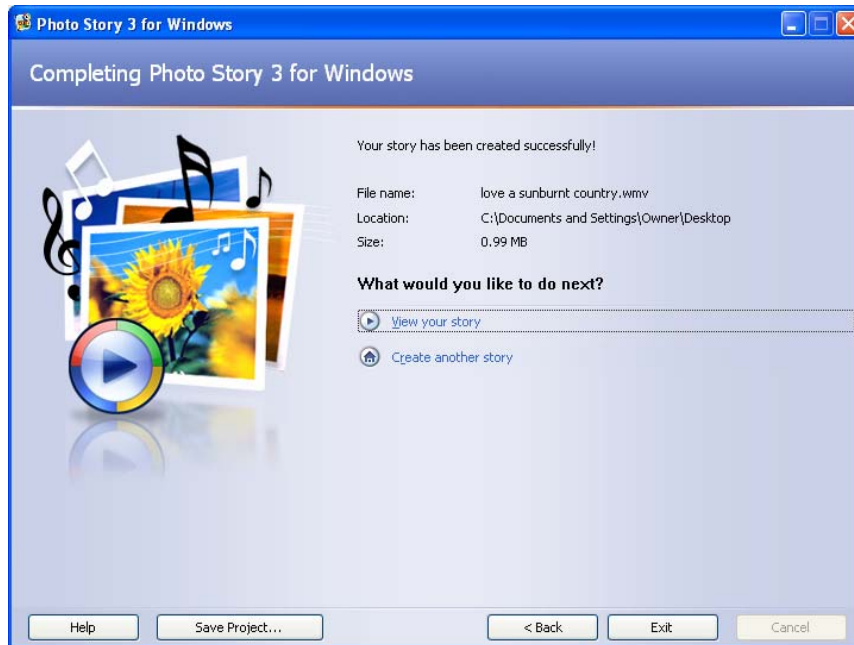 Photo Story 3 for Windows
Completing Photo Story 3 for Windows
Your story has been created successfully!
File name: love a sunburnt country.wmv
Location: C:\Documents and Settings\Owner\Desktop
Size: 0.99 MB
What would you like to do next?
View your story
Create another story
Help Save Project... < Back Exit Cancel